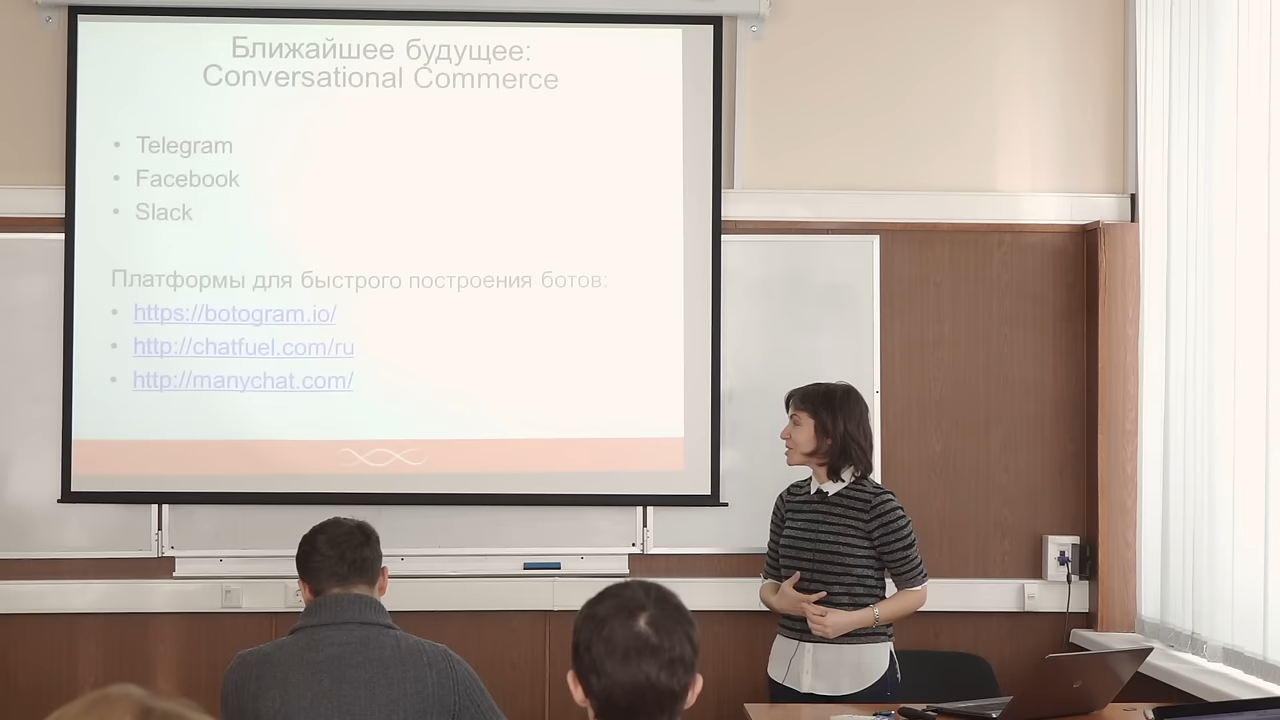 Ближайшее будущее:
Conversational Commerce
• Telegram
• Facebook
• Slack
Платформы для быстрого построения ботов:
• https://botogram.io/
• http://chatfuel.com/ru
• http://manychat.com/